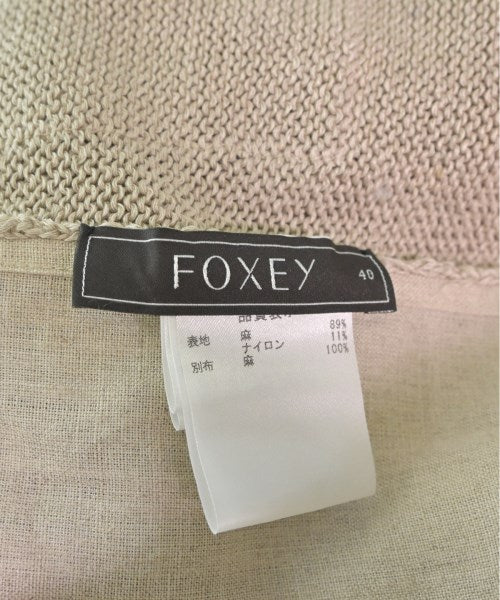 FOXEY 40
品質表示
表地 麻 89%
ナイロン 11%
別布 麻 100%